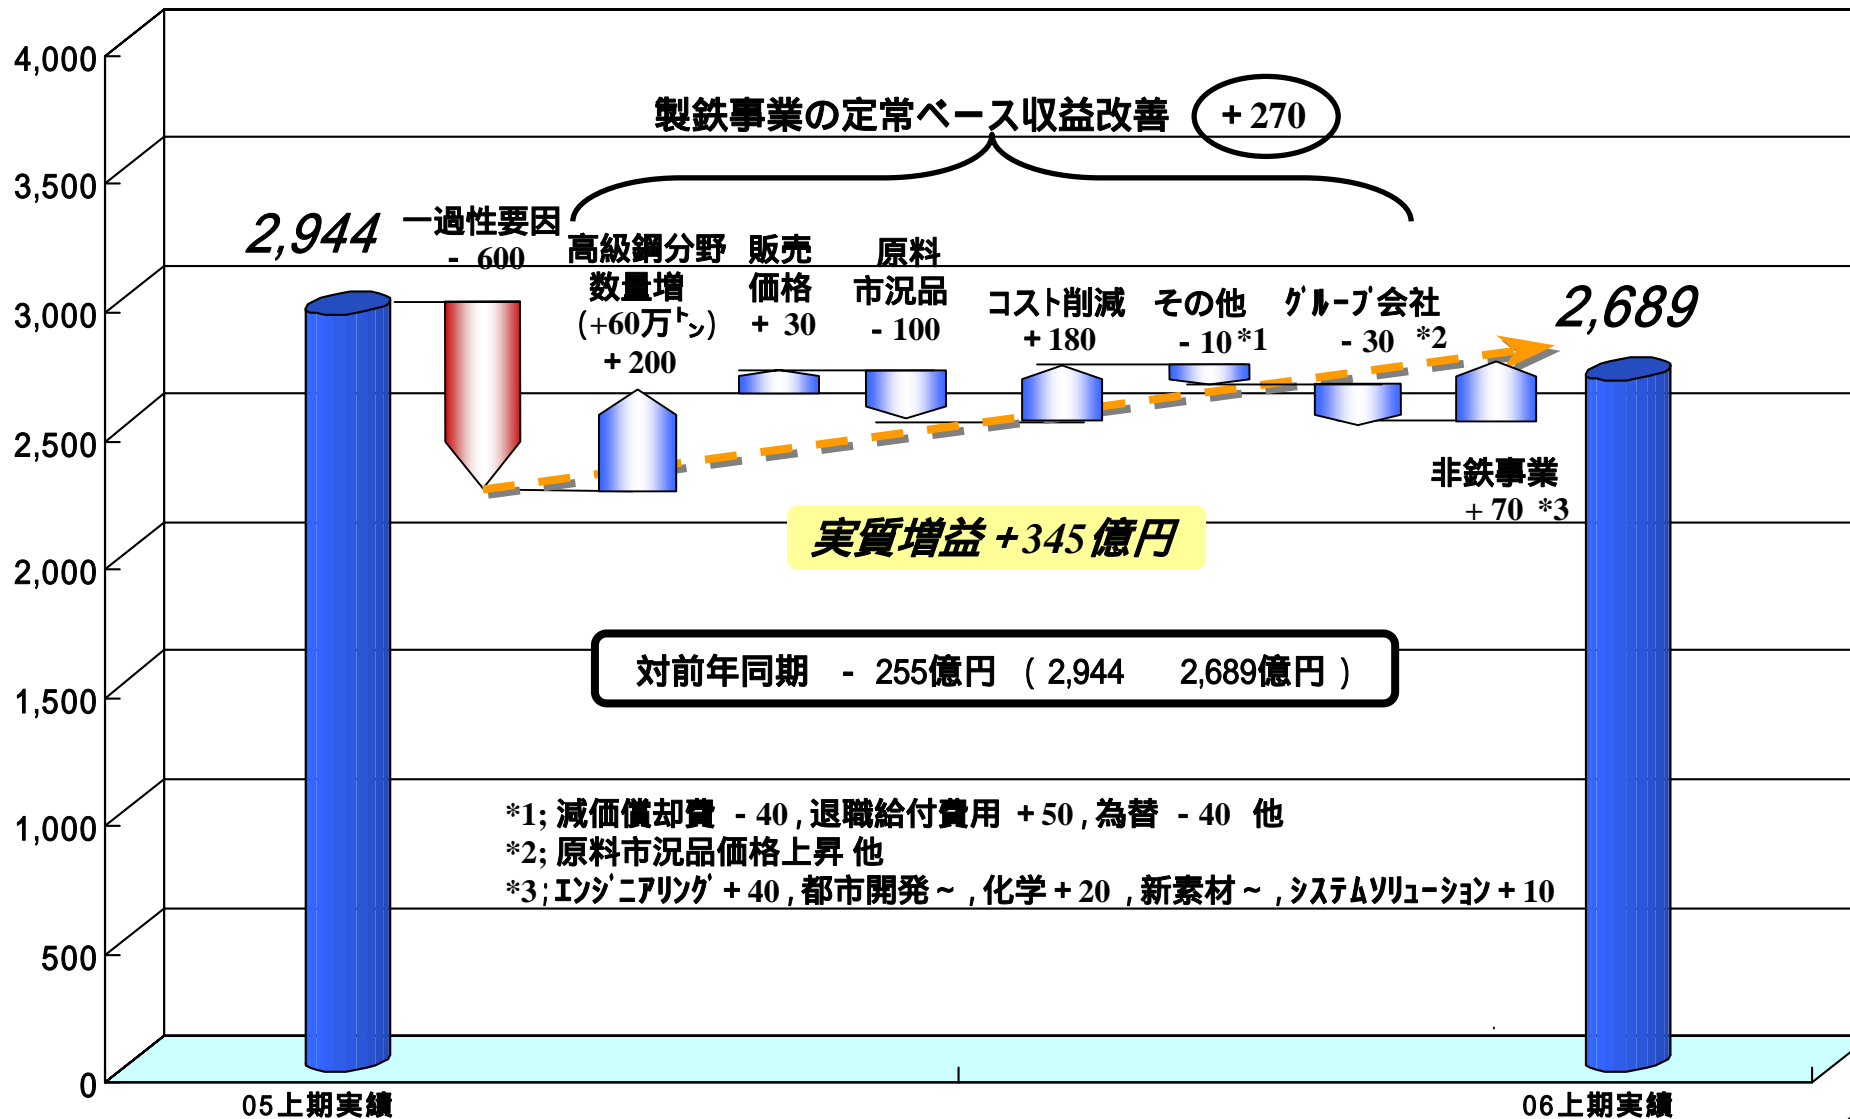 4,000
3,500
3,000
2,500
2,000
1,500
1,000
500
0
製鉄事業の定常ベース収益改善 +270
2,944
一過性要因
- 600
高級鋼分野
数量増
(+60万㌧)
+200
販売
価格
+ 30
原料
市況品
- 100
コスト削減
+180
その他
- 10 *1
ｸﾞﾙｰﾌﾟ会社
- 30 *2
2,689
非鉄事業
+ 70 *3
実質増益+345億円
対前年同期 - 255億円 ( 2,944 2,689億円 )
*1; 減価償却費 - 40 , 退職給付費用 + 50 , 為替 - 40 他
*2; 原料市況品価格上昇 他
*3 ; ｴﾝｼﾞﾆｱﾘﾝｸﾞ + 40 , 都市開発 ~ , 化学 + 20 , 新素材 ~ , ｼｽﾃﾑｿﾘｭｰｼｮﾝ + 10
05上期実績
06上期実績